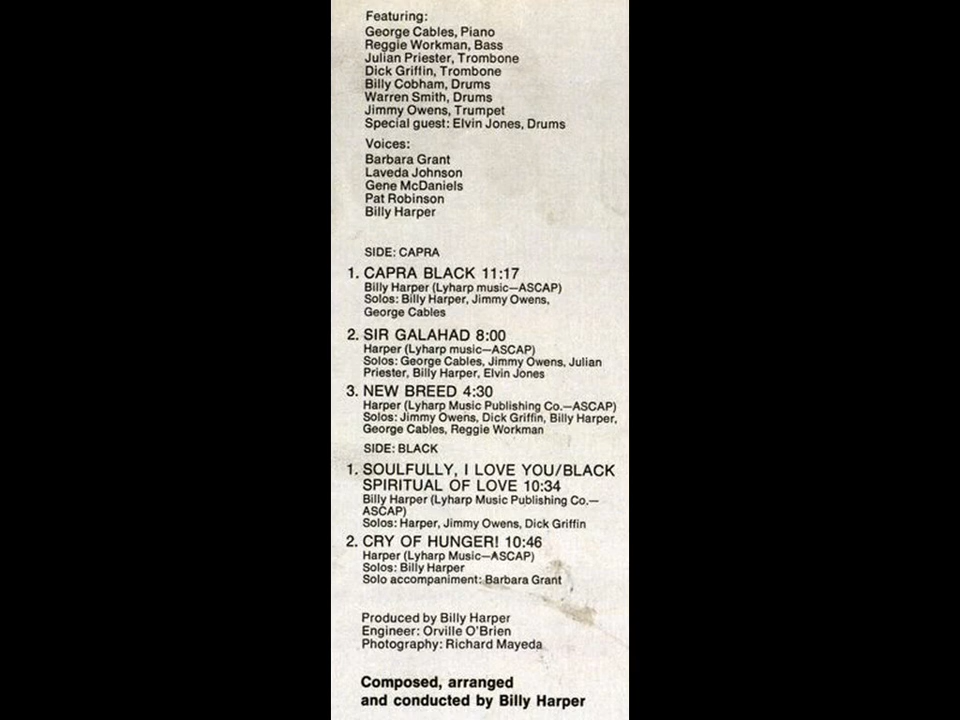 Featuring:
George Cables, Piano
Reggie Workman, Bass
Julian Priester, Trombone
Dick Griffin, Trombone
Billy Cobham, Drums
Warren Smith, Drums
Jimmy Owens, Trumpet
Special guest: Elvin Jones, Drums
Voices:
Barbara Grant
Laveda Johnson
Gene McDaniels
Pat Robinson
Billy Harper
SIDE: CAPRA
1. CAPRA BLACK 11:17
Billy Harper (Lyharp music—ASCAP)
Solos: Billy Harper, Jimmy Owens,
George Cables
2. SIR GALAHAD 8:00
Harper (Lyharp music—ASCAP)
Solos: George Cables, Jimmy Owens, Julian
Priester, Billy Harper, Elvin Jones
3. NEW BREED 4:30
Harper (Lyharp Music Publishing Co.—ASCAP)
Solos: Jimmy Owens, Dick Griffin, Billy Harper,
George Cables, Reggie Workman
SIDE: BLACK
1. SOULFULLY, I LOVE YOU/BLACK
SPIRITUAL OF LOVE 10:34
Billy Harper (Lyharp Music Publishing Co.—
ASCAP)
Solos: Harper, Jimmy Owens, Dick Griffin
2. CRY OF HUNGER! 10:46
Harper (Lyharp Music—ASCAP)
Solos: Billy Harper
Solo accompaniment: Barbara Grant
Produced by Billy Harper
Engineer: Orville O'Brien
Photography: Richard Mayeda
Composed, arranged
and conducted by Billy Harper